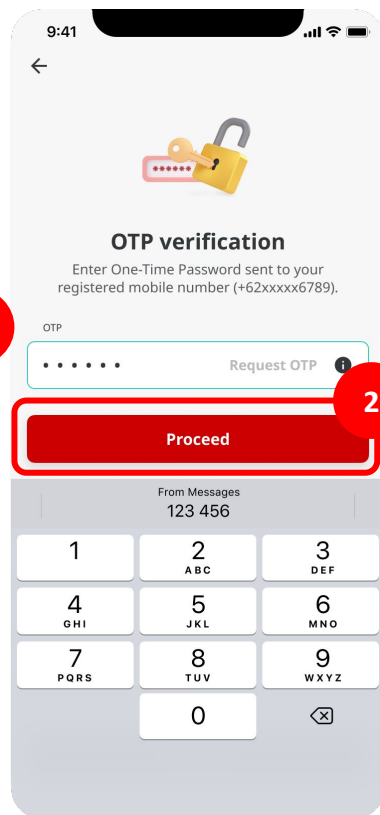 9:41
******
OTP verification
Enter One-Time Password sent to your
registered mobile number (+62xxxxx6789).
OTP
• • • • • • Request OTP i
2
Proceed
From Messages
123 456
1 2 3
ABC DEF
4 5 6
GHI JKL MNO
7 8 9
PQRS TUV WXYZ
0